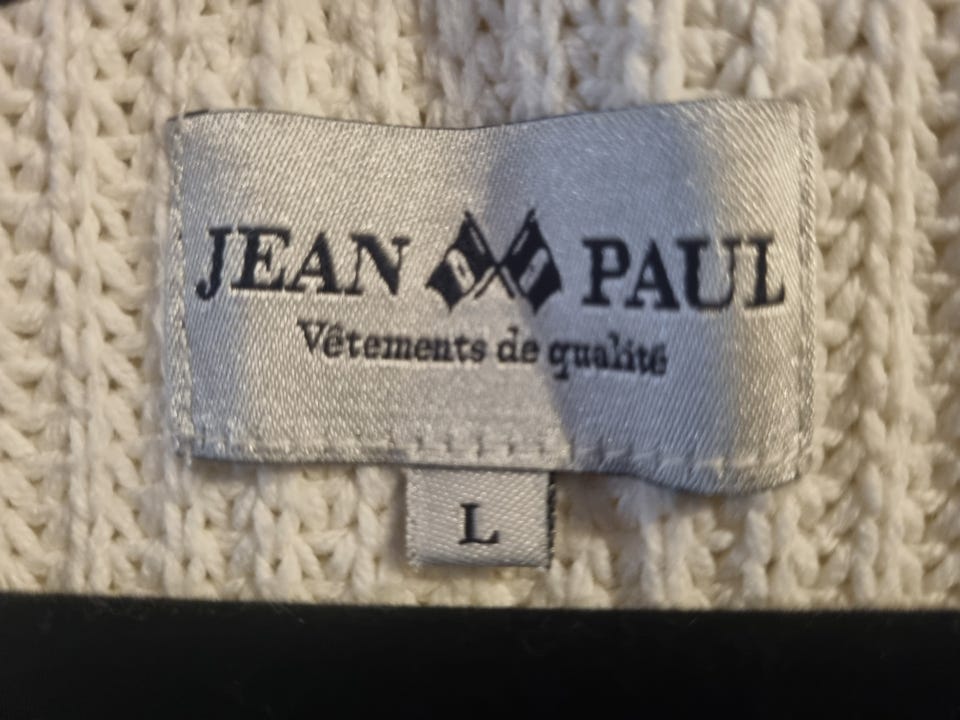 JEAN PAUL
Vêtements de qualité
L